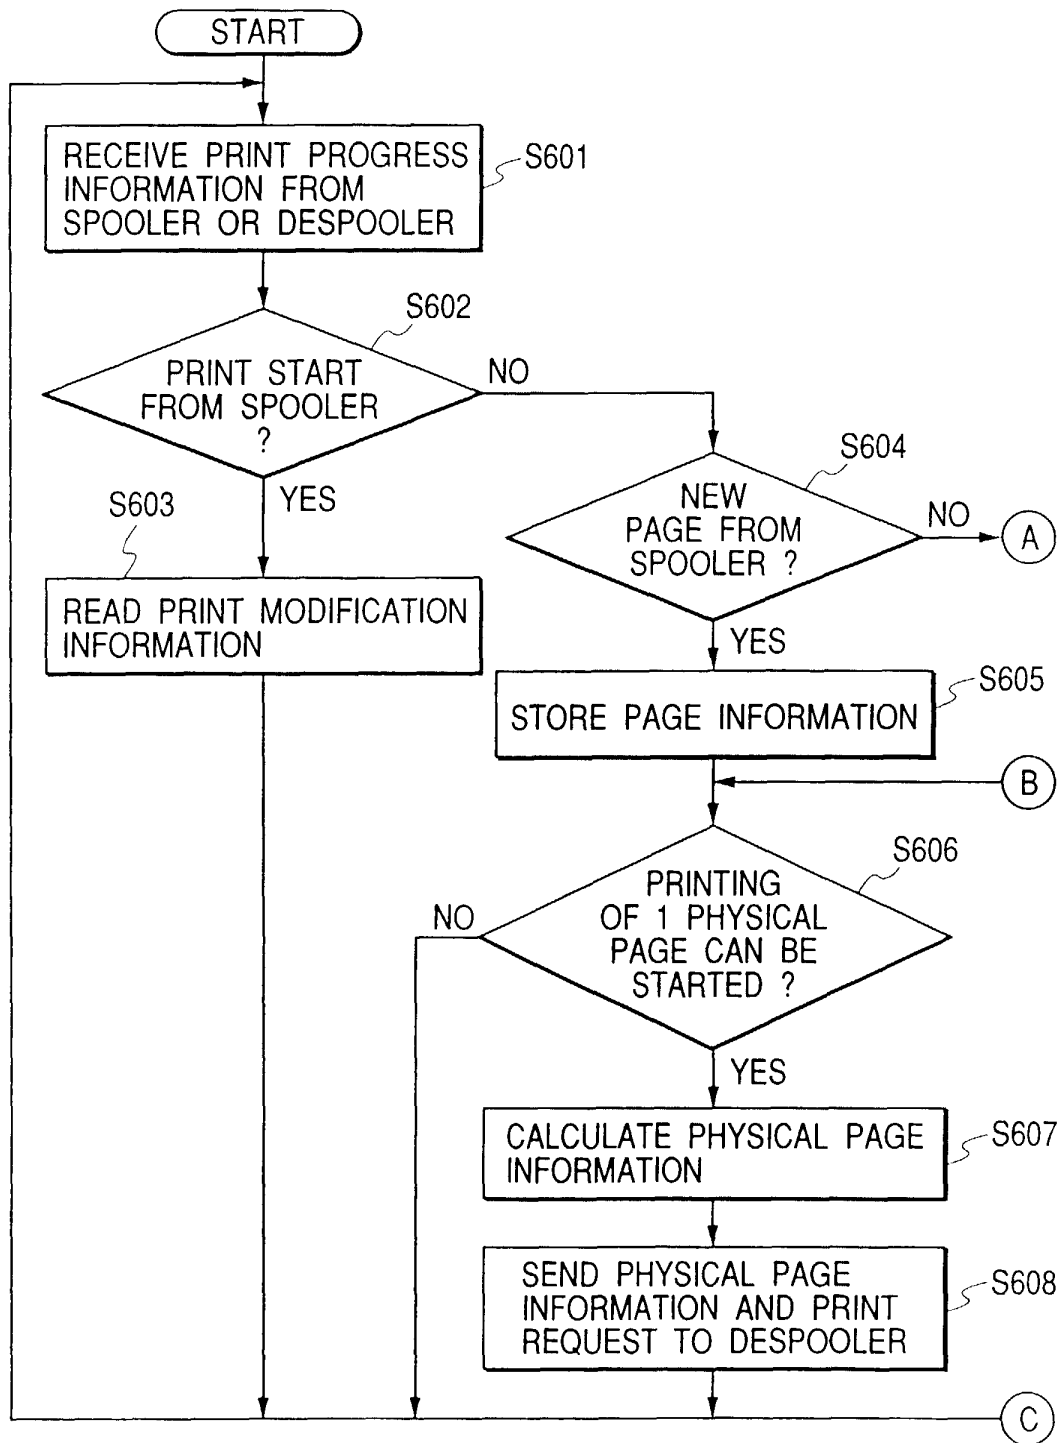 START
RECEIVE PRINT PROGRESS
INFORMATION FROM
SPOOLER OR DESPOOLER
S601
S602
PRINT START
FROM SPOOLER
?
NO
YES
S603
READ PRINT MODIFICATION
INFORMATION
S604
NEW
PAGE FROM
SPOOLER ?
NO
A
YES
S605
STORE PAGE INFORMATION
B
S606
PRINTING
OF 1 PHYSICAL
PAGE CAN BE
STARTED ?
NO
YES
CALCULATE PHYSICAL PAGE
INFORMATION
S607
SEND PHYSICAL PAGE
INFORMATION AND PRINT
REQUEST TO DESPOOLER
S608
C